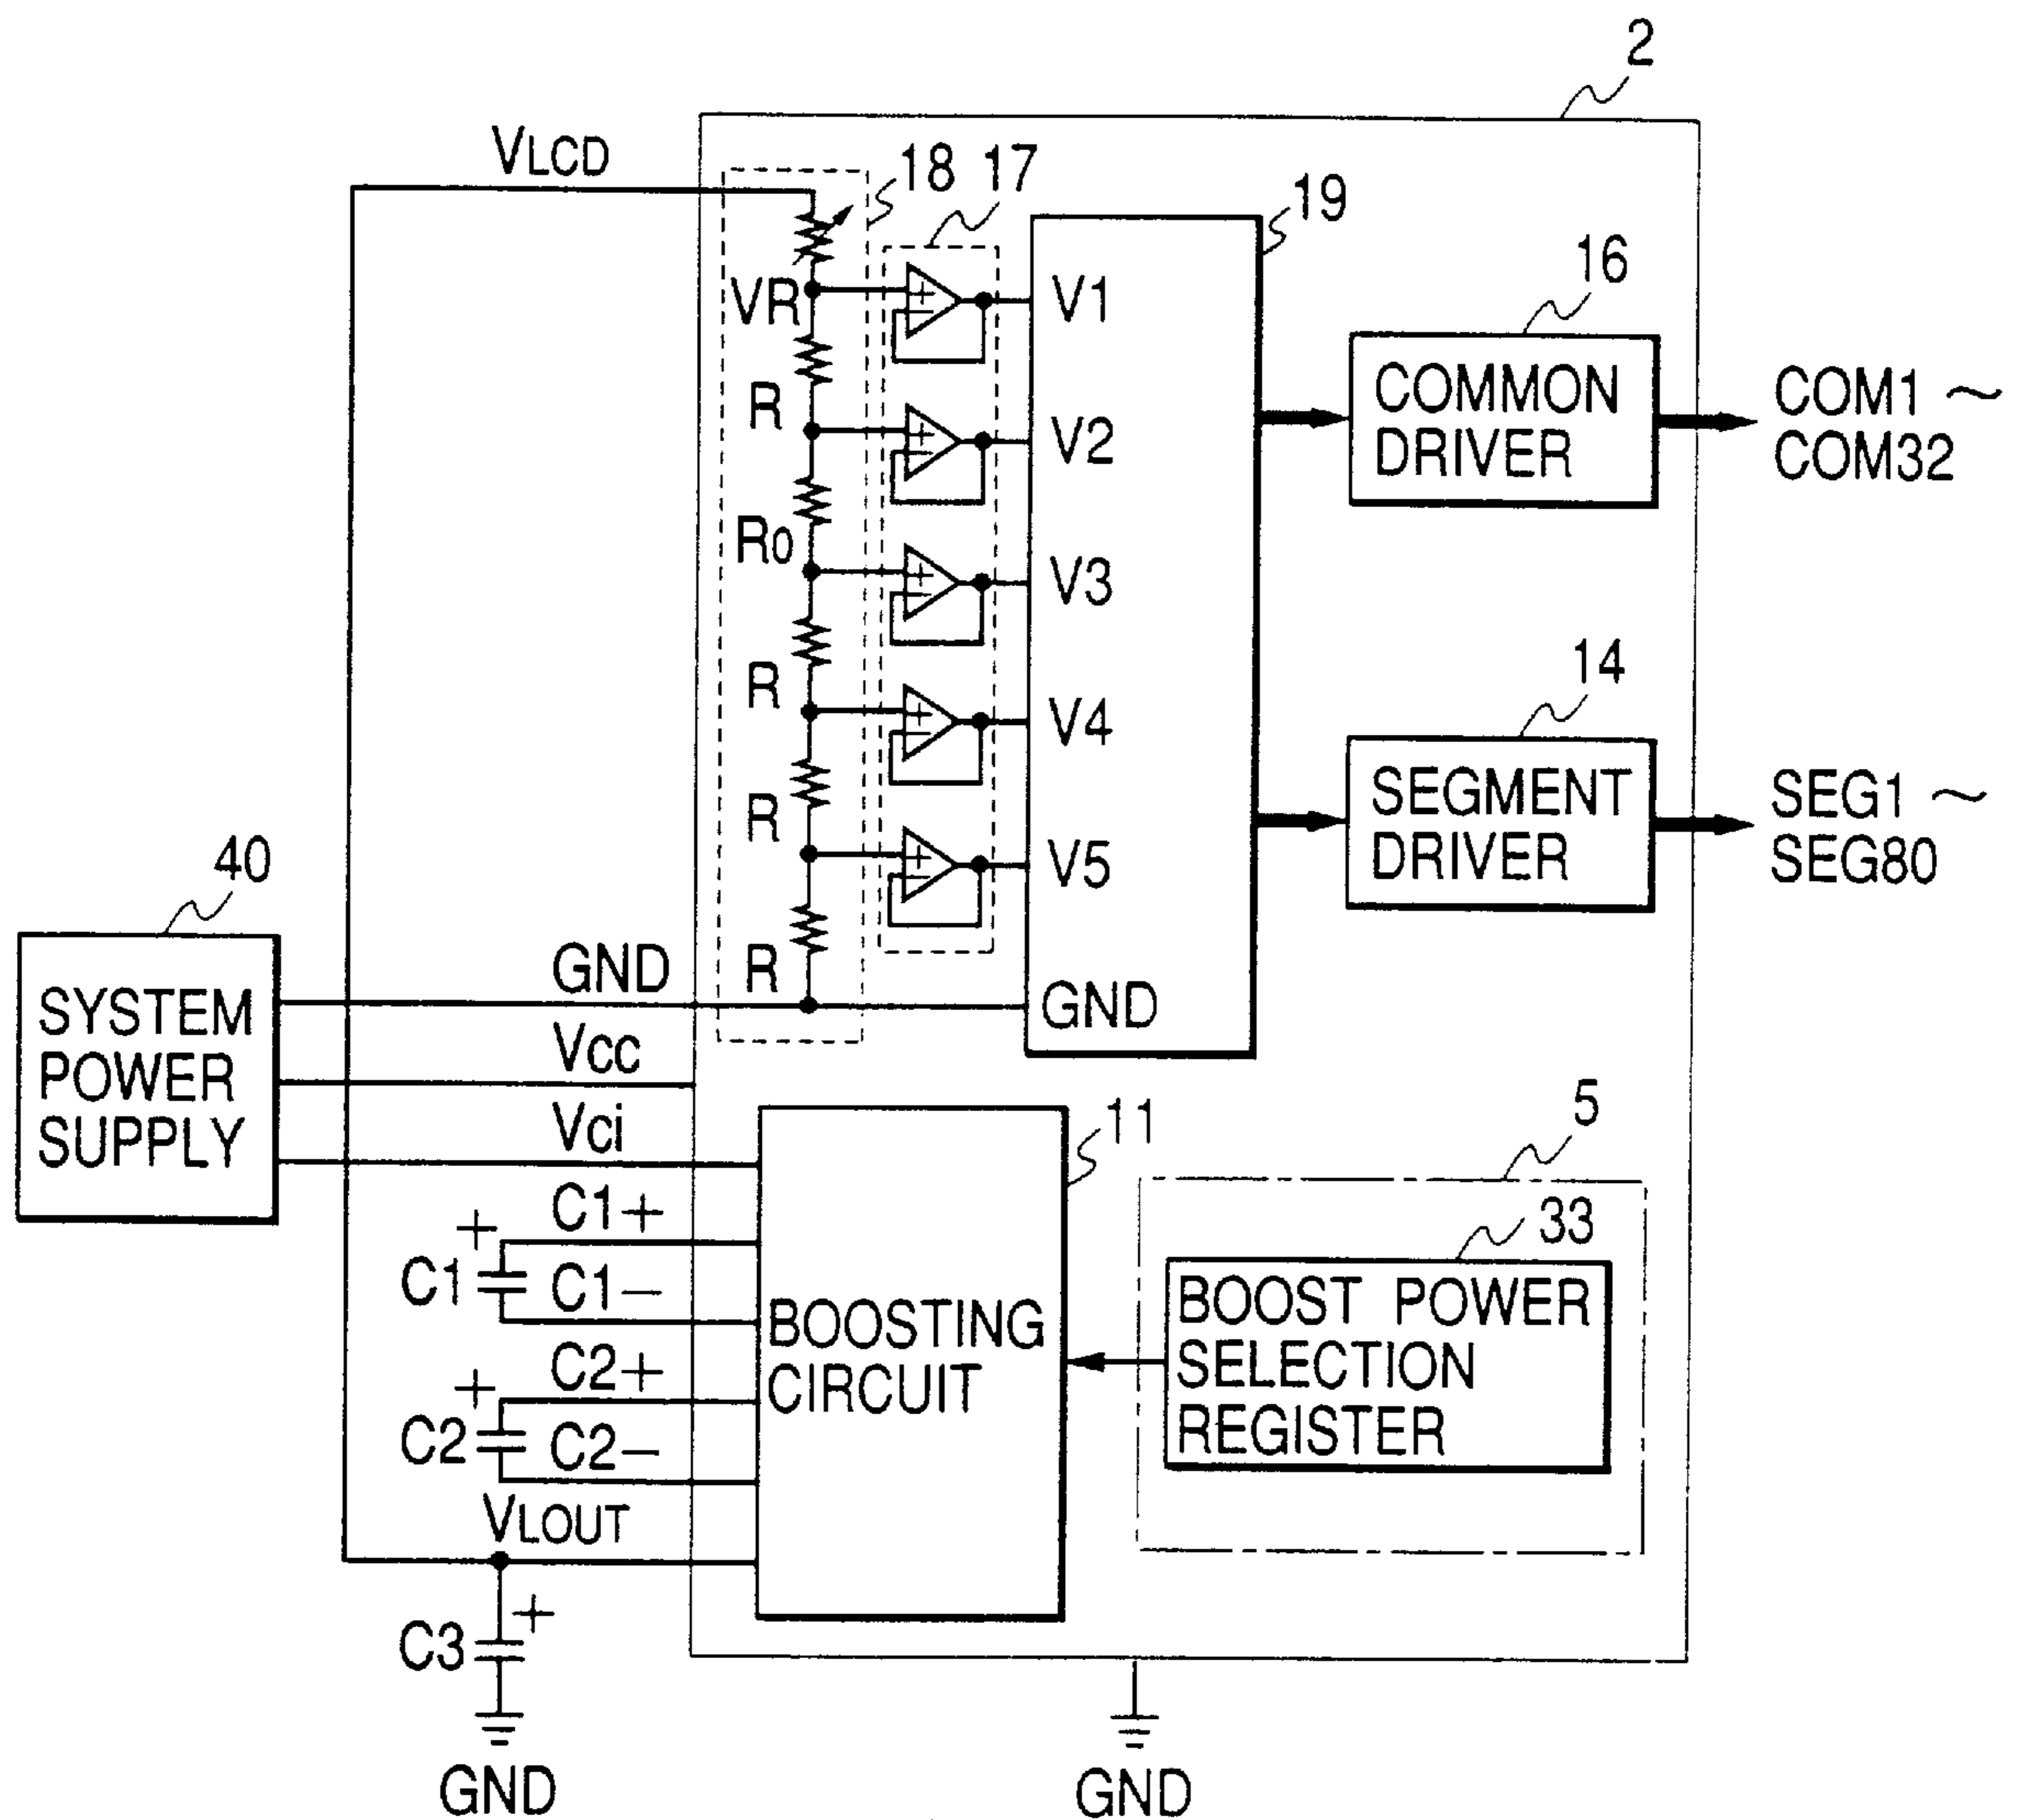 2
VLCD
18
17
19
VR
V1
16
R
V2
COMMON
DRIVER
COM1 ~
COM32
R0
V3
R
V4
14
R
V5
SEGMENT
DRIVER
SEG1 ~
SEG80
40
R
GND
GND
SYSTEM
POWER
SUPPLY
Vcc
Vci
11
5
33
C1+
+
C1
C1-
BOOSTING
CIRCUIT
BOOST POWER
SELECTION
REGISTER
C2+
+
C2
C2-
VLOUT
+
C3
GND
GND